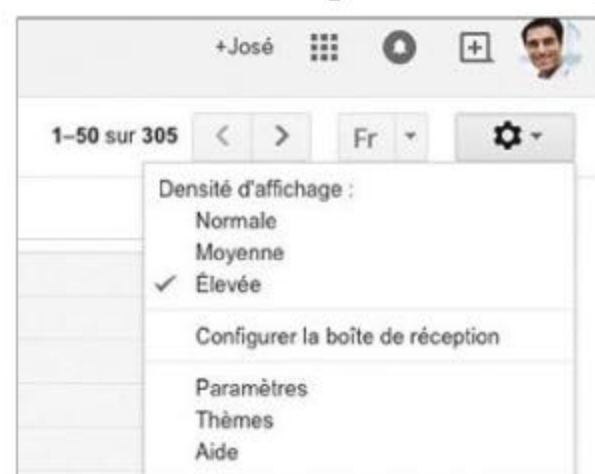 +José
1–50 sur 305 < > Fr
Densité d'affichage :
Normale
Moyenne
✓ Élevée
Configurer la boîte de réception
Paramètres
Thèmes
Aide